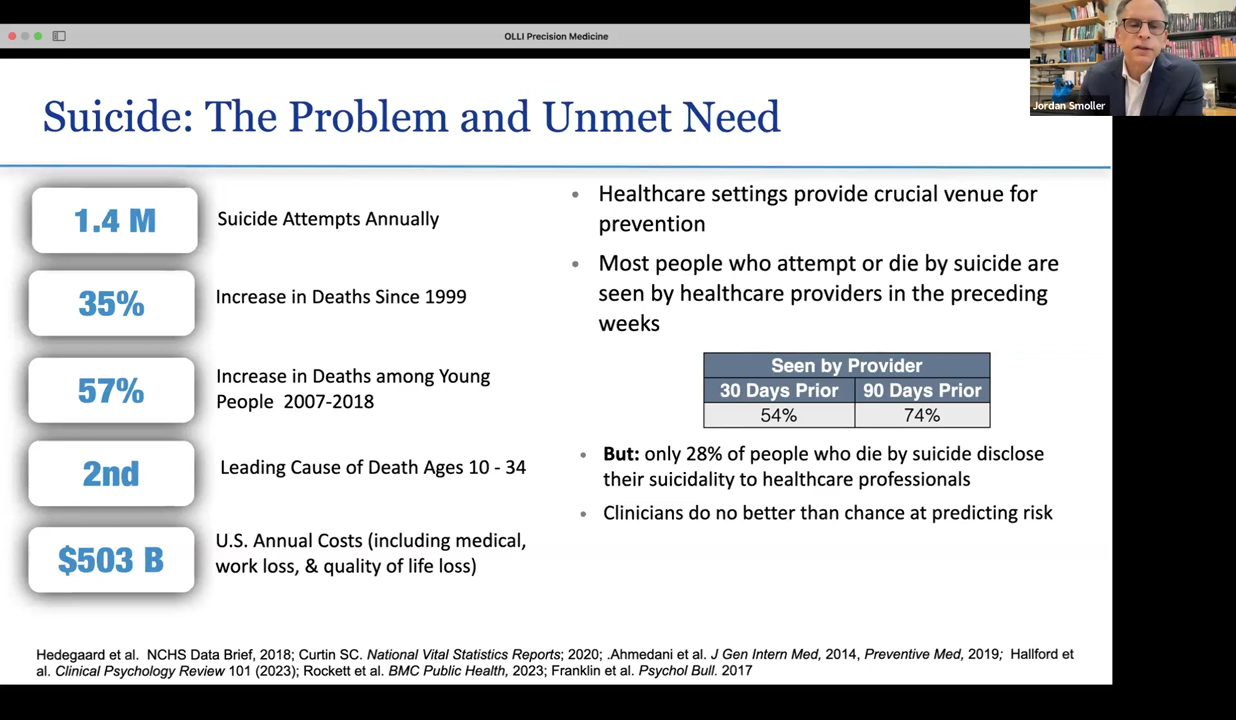 OLLI Precision Medicine
Jordan Smoller
Suicide: The Problem and Unmet Need
1.4 M
Suicide Attempts Annually
35%
Increase in Deaths Since 1999
57%
Increase in Deaths among Young
People 2007-2018
2nd
Leading Cause of Death Ages 10 - 34
$503 B
U.S. Annual Costs (including medical,
work loss, & quality of life loss)
• Healthcare settings provide crucial venue for
prevention
• Most people who attempt or die by suicide are
seen by healthcare providers in the preceding
weeks
Seen by Provider
30 Days Prior 90 Days Prior
54% 74%
• But: only 28% of people who die by suicide disclose
their suicidality to healthcare professionals
• Clinicians do no better than chance at predicting risk
Hedegaard et al. NCHS Data Brief, 2018; Curtin SC. National Vital Statistics Reports; 2020; .Ahmedani et al. J Gen Intern Med, 2014, Preventive Med, 2019; Hallford et
al. Clinical Psychology Review 101 (2023); Rockett et al. BMC Public Health, 2023; Franklin et al. Psychol Bull. 2017